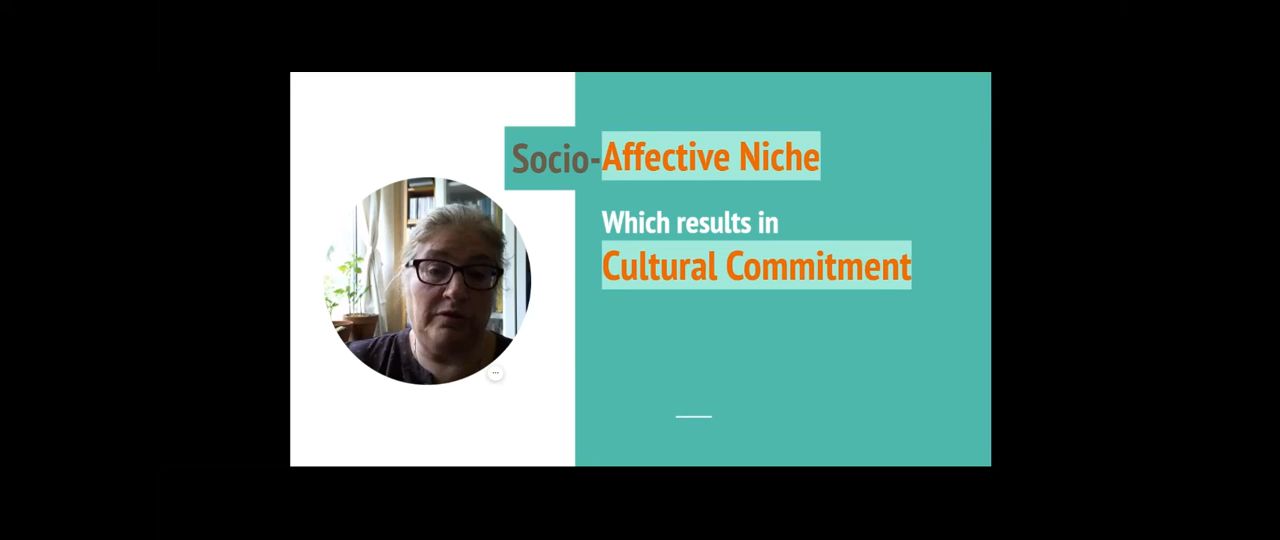 Socio-Affective Niche
Which results in
Cultural Commitment